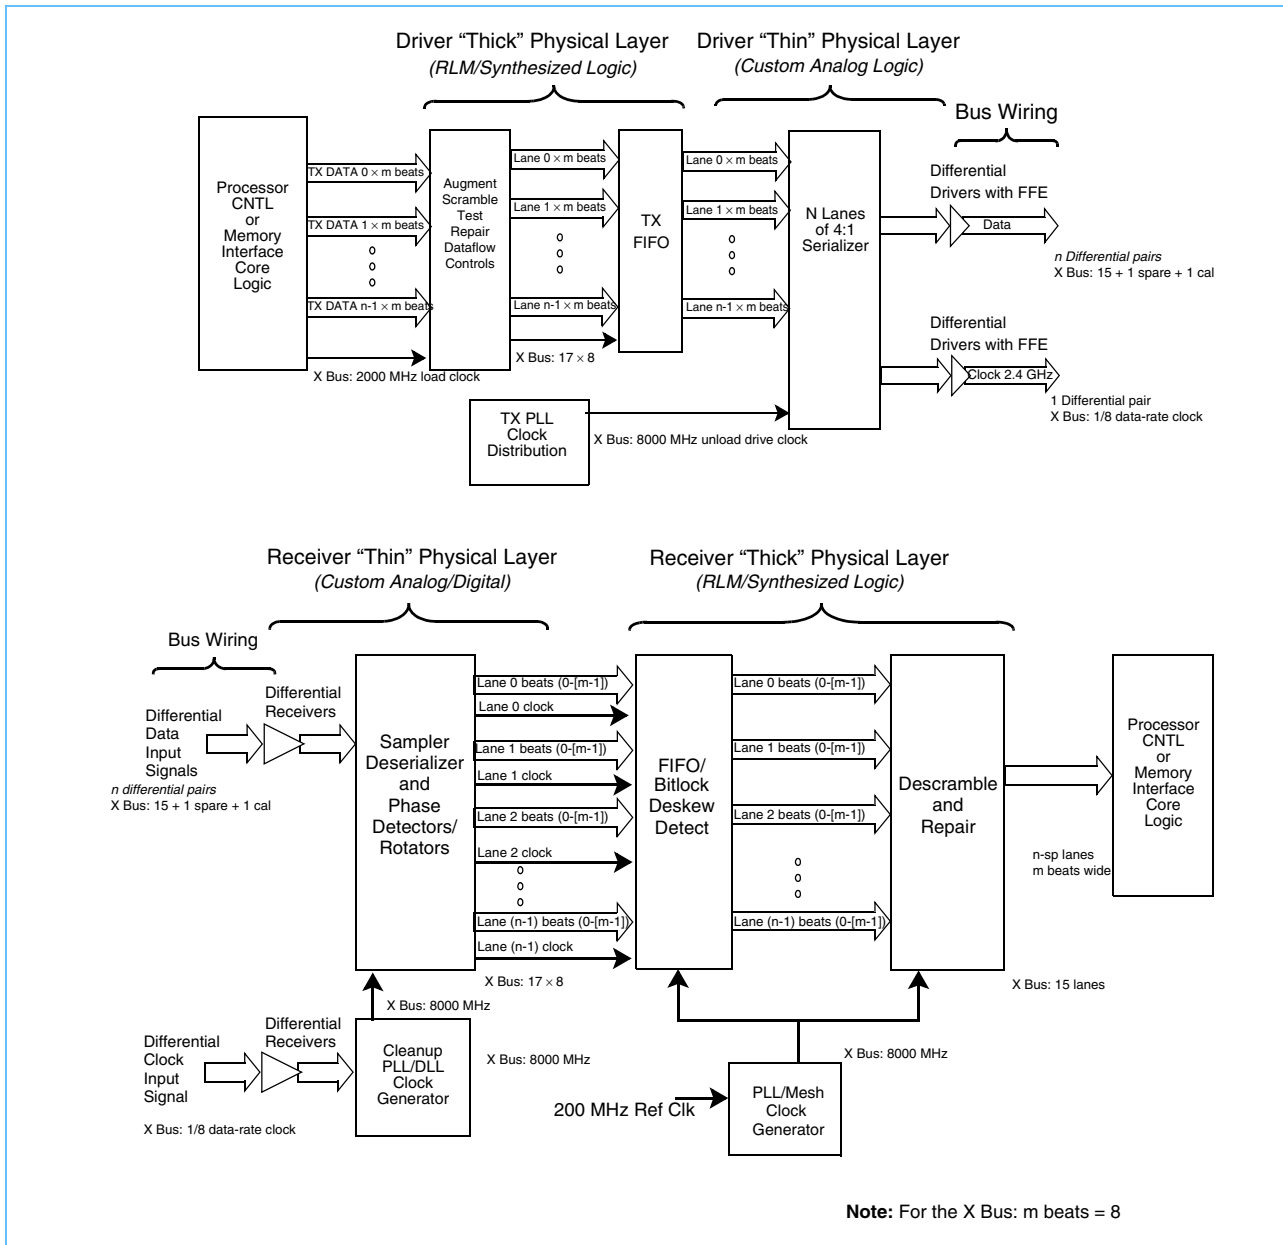 Driver “Thick” Physical Layer
(RLM/Synthesized Logic)
Driver “Thin” Physical Layer
(Custom Analog Logic)
Bus Wiring
Processor
CNTL
or
Memory
Interface
Core
Logic
TX DATA 0 × m beats
TX DATA 1 × m beats
TX DATA n-1 × m beats
X Bus: 2000 MHz load clock
Augment
Scramble
Test
Repair
Dataflow
Controls
Lane 0 × m beats
Lane 1 × m beats
Lane n-1 × m beats
X Bus: 17 × 8
TX
FIFO
Lane 0 × m beats
Lane 1 × m beats
Lane n-1 × m beats
N Lanes
of 4:1
Serializer
Differential
Drivers with FFE
Data
n Differential pairs
X Bus: 15 + 1 spare + 1 cal
Differential
Drivers with FFE
Clock 2.4 GHz
1 Differential pair
X Bus: 1/8 data-rate clock
TX PLL
Clock
Distribution
X Bus: 8000 MHz unload drive clock
Receiver “Thin” Physical Layer
(Custom Analog/Digital)
Receiver “Thick” Physical Layer
(RLM/Synthesized Logic)
Bus Wiring
Differential
Data
Input
Signals
n differential pairs
X Bus: 15 + 1 spare + 1 cal
Differential
Receivers
Sampler
Deserializer
and
Phase
Detectors/
Rotators
Lane 0 beats (0-[m-1])
Lane 0 clock
Lane 1 beats (0-[m-1])
Lane 1 clock
Lane 2 beats (0-[m-1])
Lane 2 clock
Lane (n-1) beats (0-[m-1])
Lane (n-1) clock
X Bus: 17 × 8
FIFO/
Bitlock
Deskew
Detect
Lane 0 beats (0-[m-1])
Lane 1 beats (0-[m-1])
Lane 2 beats (0-[m-1])
Lane (n-1) beats (0-[m-1])
Descramble
and
Repair
n-sp lanes
m beats wide
X Bus: 15 lanes
Processor
CNTL
or
Memory
Interface
Core
Logic
X Bus: 8000 MHz
Differential
Clock
Input
Signal
X Bus: 1/8 data-rate clock
Differential
Receivers
Cleanup
PLL/DLL
Clock
Generator
X Bus: 8000 MHz
200 MHz Ref Clk
PLL/Mesh
Clock
Generator
X Bus: 8000 MHz
Note: For the X Bus: m beats = 8